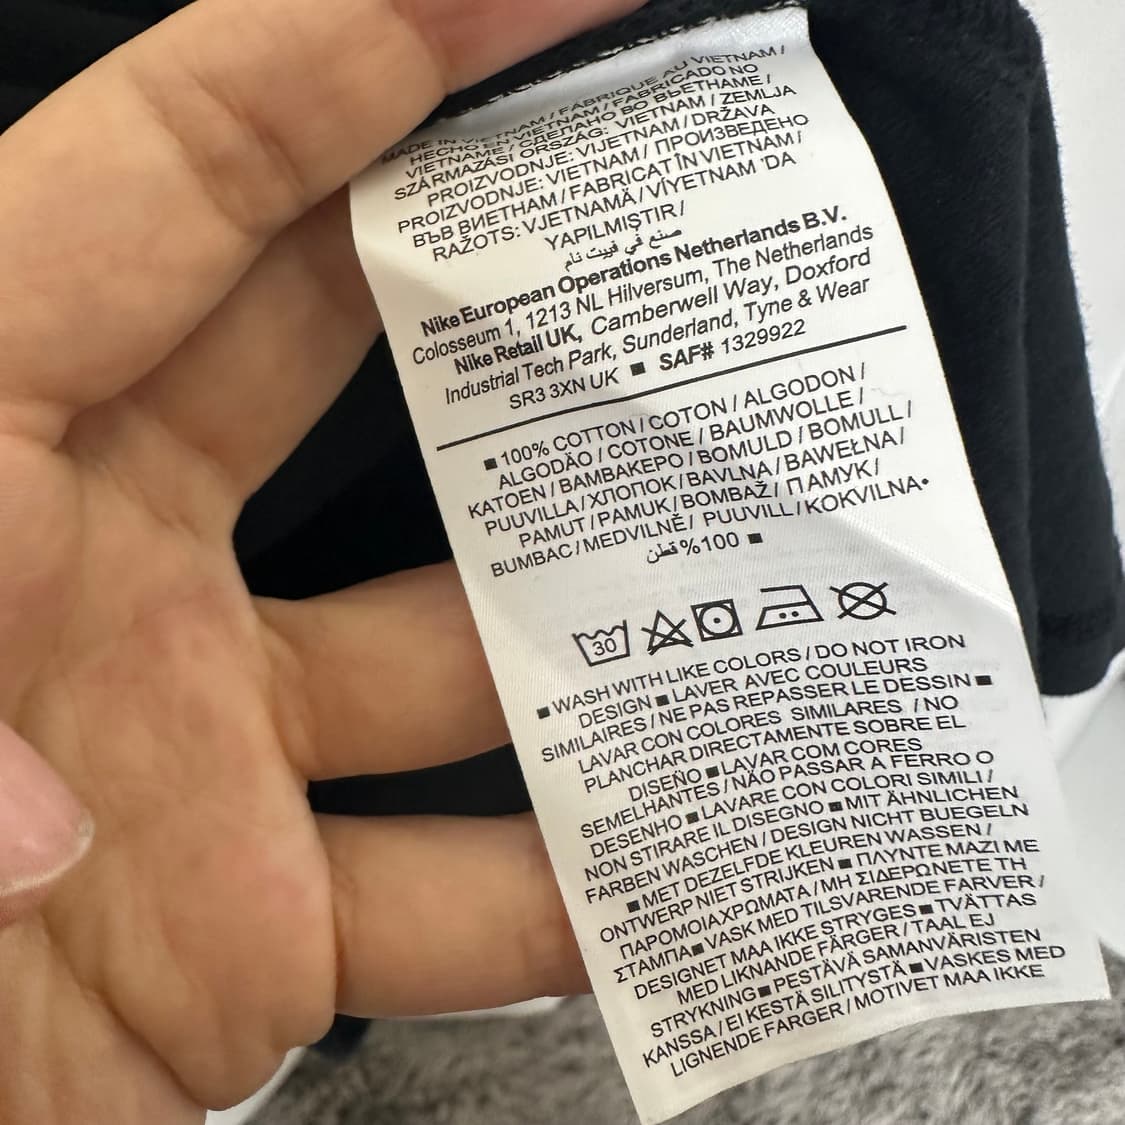 MADE IN VIETNAM / FABRIQUE AU VIETNAM /
HECHO EN VIETNAM / FABRICADO NO
VIETNAME / СДЕЛАНО ВО ВЬЕТНАМЕ /
SZÁRMAZÁSI ORSZÁG: VIETNAM / ZEMLJA
PROIZVODNJE: VIJETNAM / DRŽAVA
PROIZVODNJE: VIETNAM / ПРОИЗВЕДЕНО
ВЪВ ВИЕТНАМ / FABRICAT ÎN VIETNAM /
RAŽOTS: VJETNAMĀ / VİYETNAM 'DA
YAPILMIŞTIR /
صنع في فييت نام
Nike European Operations Netherlands B.V.
Colosseum 1, 1213 NL Hilversum, The Netherlands
Nike Retail UK, Camberwell Way, Doxford
Industrial Tech Park, Sunderland, Tyne & Wear
SR3 3XN UK ■ SAF# 1329922
■ 100% COTTON / COTON / ALGODON /
ALGODÃO / COTONE / BAUMWOLLE /
KATOEN / ΒΑΜΒΑΚΕΡΟ / BOMULD / BOMULL /
PUUVILLA / ХЛОПОК / BAVLNA / BAWEŁNA /
PAMUT / PAMUK / BOMBAŽ / ПАМУК /
BUMBAC / MEDVILNĖ / PUUVILL / KOKVILNA•
■ 100% قطن
30
■ WASH WITH LIKE COLORS / DO NOT IRON
DESIGN ■ LAVER AVEC COULEURS
SIMILAIRES / NE PAS REPASSER LE DESSIN ■
LAVAR CON COLORES SIMILARES. / NO
PLANCHAR DIRECTAMENTE SOBRE EL
DISEÑO ■ LAVAR COM CORES
SEMELHANTES / NÃO PASSAR A FERRO O
DESENHO ■ LAVARE CON COLORI SIMILI /
NON STIRARE IL DISEGNO ■ MIT ÄHNLICHEN
FARBEN WASCHEN / DESIGN NICHT BUEGELN
■ MET DEZELFDE KLEUREN WASSEN /
ONTWERP NIET STRIJKEN ■ ΠΛΥΝΤΕ ΜΑΖΙ ΜΕ
ΠΑΡΟΜΟΙΑ ΧΡΩΜΑΤΑ / ΜΗ ΣΙΔΕΡΩΝΕΤΕ ΤΗ
ΣΤΑΜΠΑ ■ VASK MED TILSVARENDE FARVER /
DESIGNET MAA IKKE STRYGES ■ TVÄTTAS
MED LIKNANDE FÄRGER / TAAL EJ
STRYKNING ■ PESTÄVÄ SAMANVÄRISTEN
KANSSA / EI KESTÄ SILITYSTÄ ■ VASKES MED
LIGNENDE FARGER / MOTIVET MAA IKKE